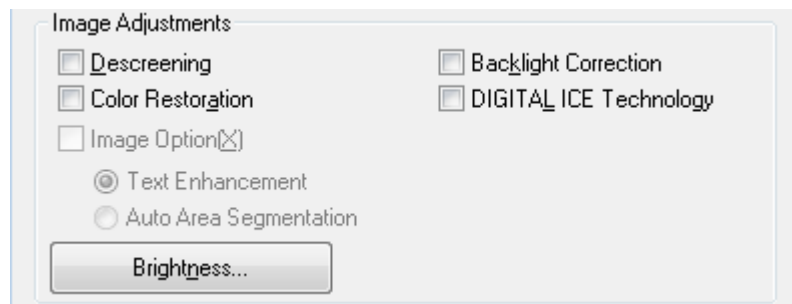 Image Adjustments
Descreening
Backlight Correction
Color Restoration
DIGITAL ICE Technology
Image Option(X)
Text Enhancement
Auto Area Segmentation
Brightness...